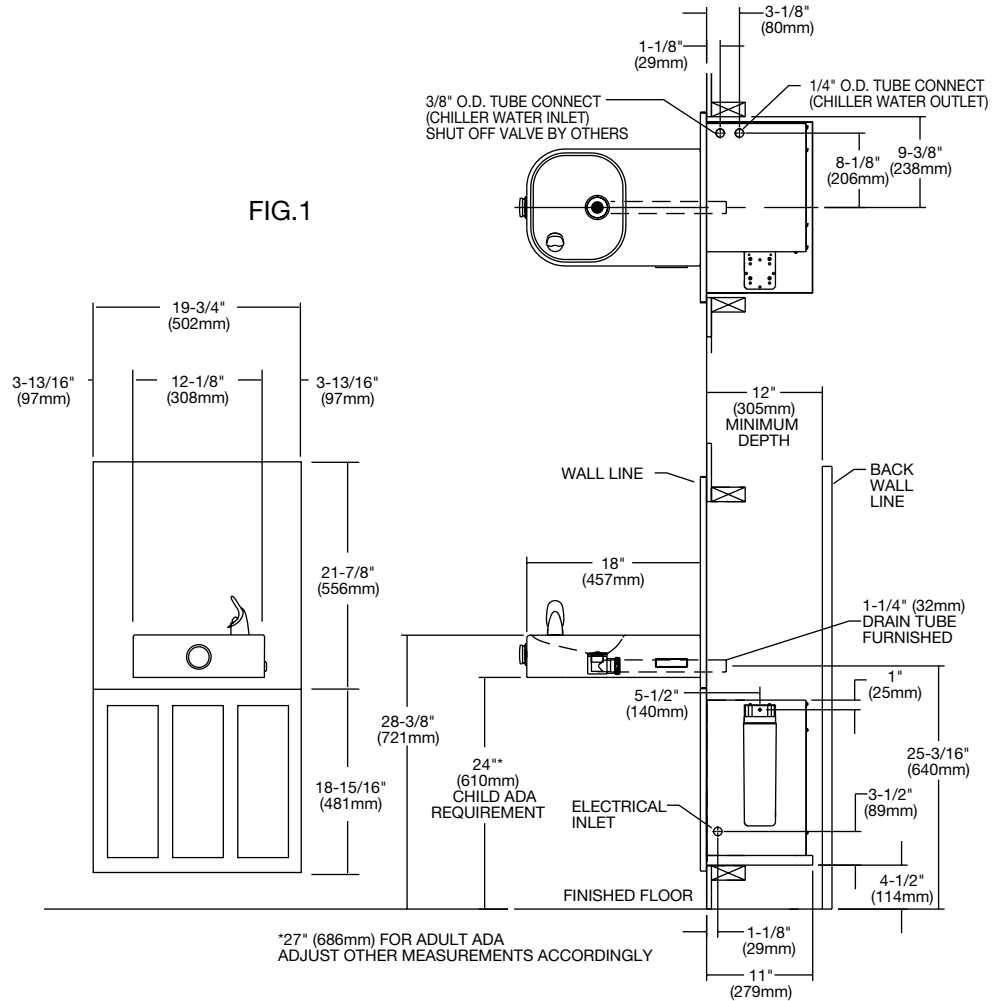 3-1/8"
(80mm)
1-1/8"
(29mm)
3/8" O.D. TUBE CONNECT
(CHILLER WATER INLET)
SHUT OFF VALVE BY OTHERS
1/4" O.D. TUBE CONNECT
(CHILLER WATER OUTLET)
8-1/8"
(206mm)
9-3/8"
(238mm)
FIG.1
19-3/4"
(502mm)
3-13/16"
(97mm)
12-1/8"
(308mm)
3-13/16"
(97mm)
12"
(305mm)
MINIMUM
DEPTH
WALL LINE
BACK
WALL
LINE
21-7/8"
(556mm)
18"
(457mm)
1-1/4" (32mm)
DRAIN TUBE
FURNISHED
5-1/2"
(140mm)
1"
(25mm)
28-3/8"
(721mm)
24"*
(610mm)
CHILD ADA
REQUIREMENT
25-3/16"
(640mm)
18-15/16"
(481mm)
ELECTRICAL
INLET
3-1/2"
(89mm)
4-1/2"
(114mm)
FINISHED FLOOR
*27" (686mm) FOR ADULT ADA
ADJUST OTHER MEASUREMENTS ACCORDINGLY
1-1/8"
(29mm)
11"
(279mm)